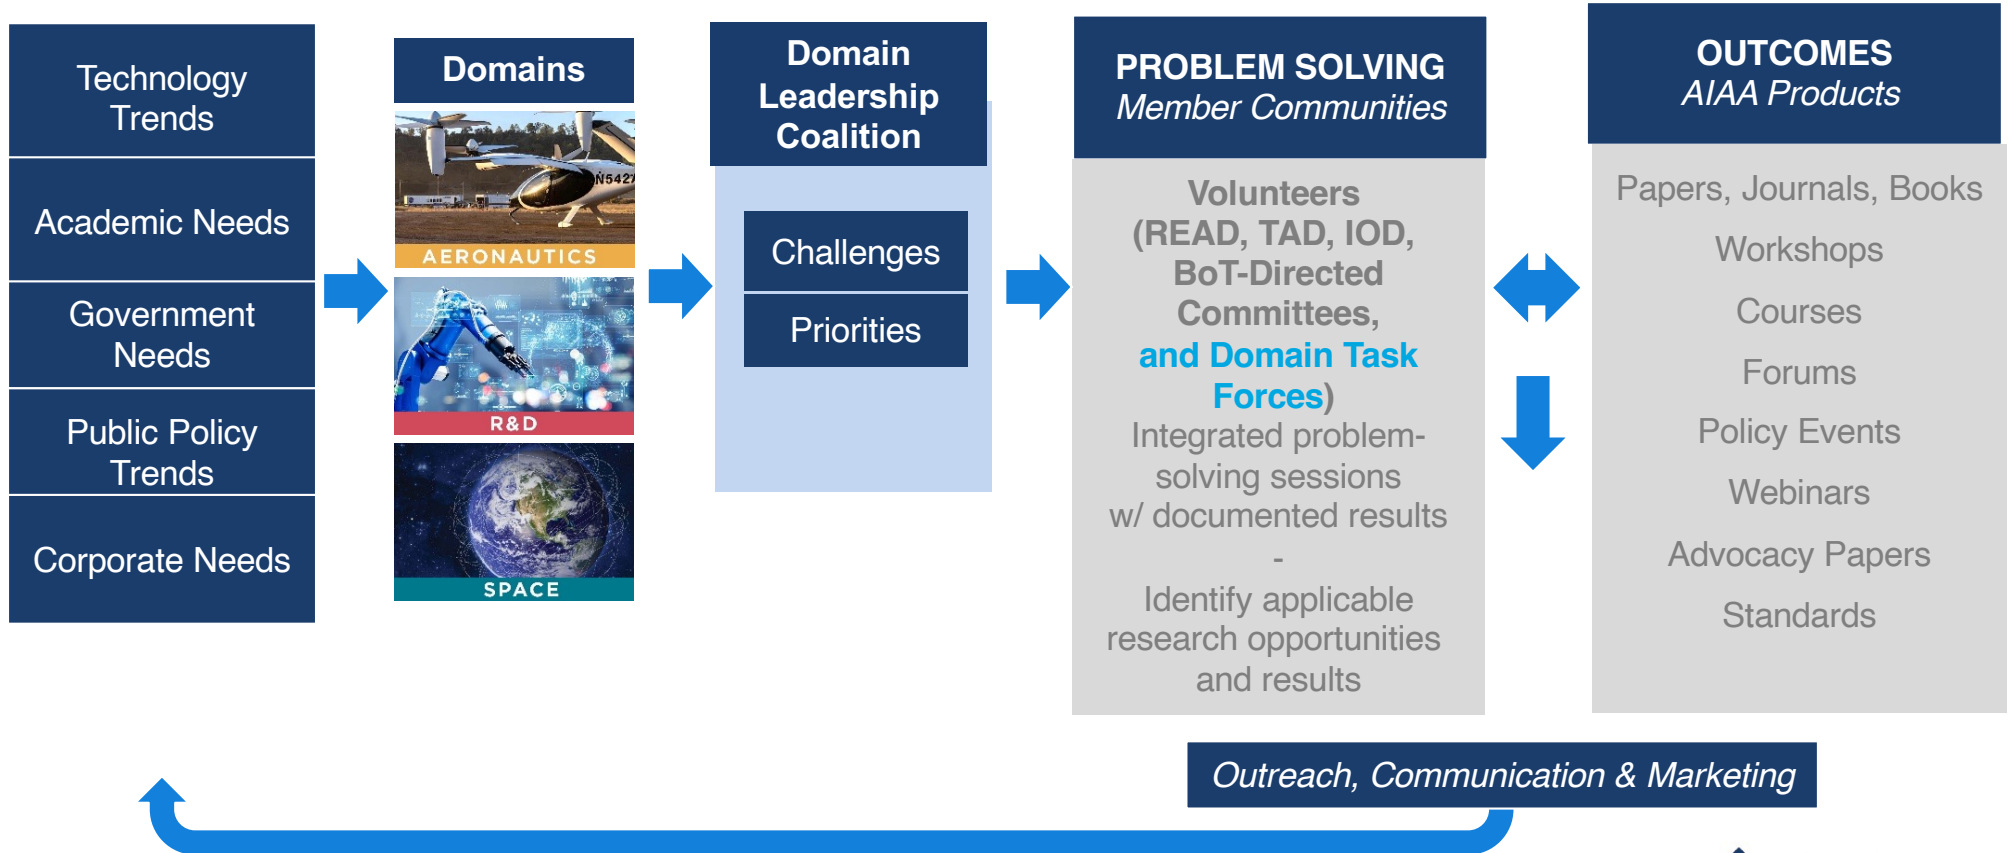 Technology
Trends
Academic Needs
Government
Needs
Public Policy
Trends
Corporate Needs
Domains
N542
AERONAUTICS
R&D
SPACE
Domain
Leadership
Coalition
Challenges
Priorities
PROBLEM SOLVING
Member Communities
Volunteers
(READ, TAD, IOD,
BoT-Directed
Committees,
and Domain Task
Forces)
Integrated problem-
solving sessions
w/ documented results
-
Identify applicable
research opportunities
and results
OUTCOMES
AIAA Products
Papers, Journals, Books
Workshops
Courses
Forums
Policy Events
Webinars
Advocacy Papers
Standards
Outreach, Communication & Marketing